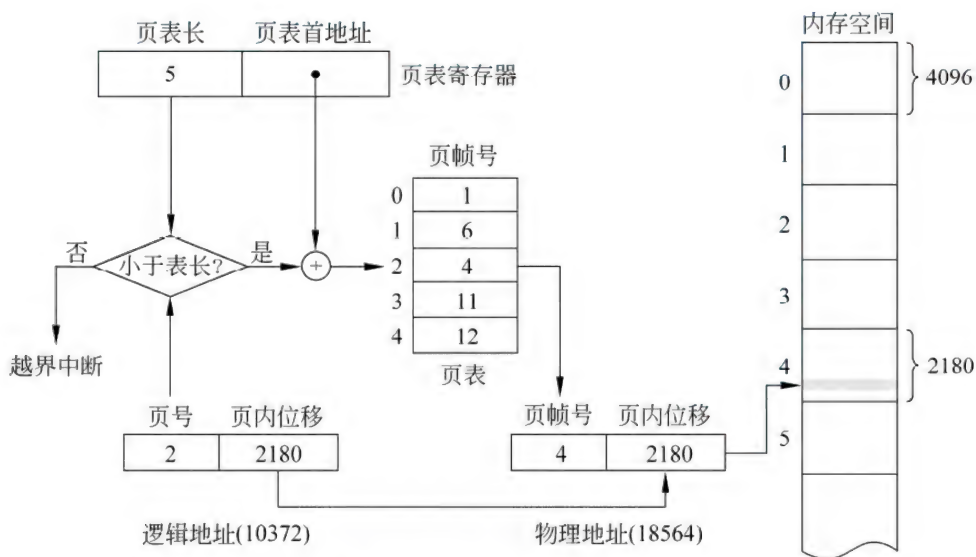 内存空间
页表长 页表首地址
5
页表寄存器
0
4096
1
页帧号
0 1
1 6
2 4
3 11
4 12
页表
2
否
小于表长?
是
+
越界中断
3
4
2180
5
页号 页内位移
2 2180
页帧号 页内位移
4 2180
逻辑地址(10372)
物理地址(18564)